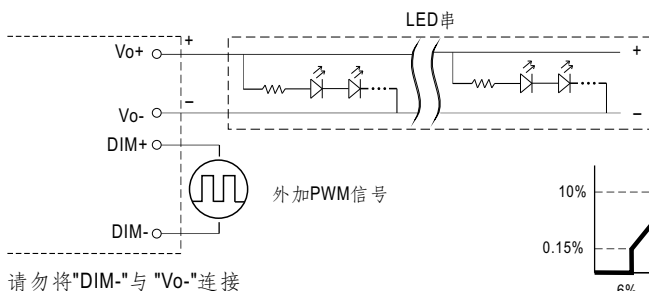 LED串
Vo+
+
+
Vo-
−
−
DIM+
外加PWM信号
DIM-
10%
0.15%
6%
请勿将"DIM-"与 "Vo-"连接